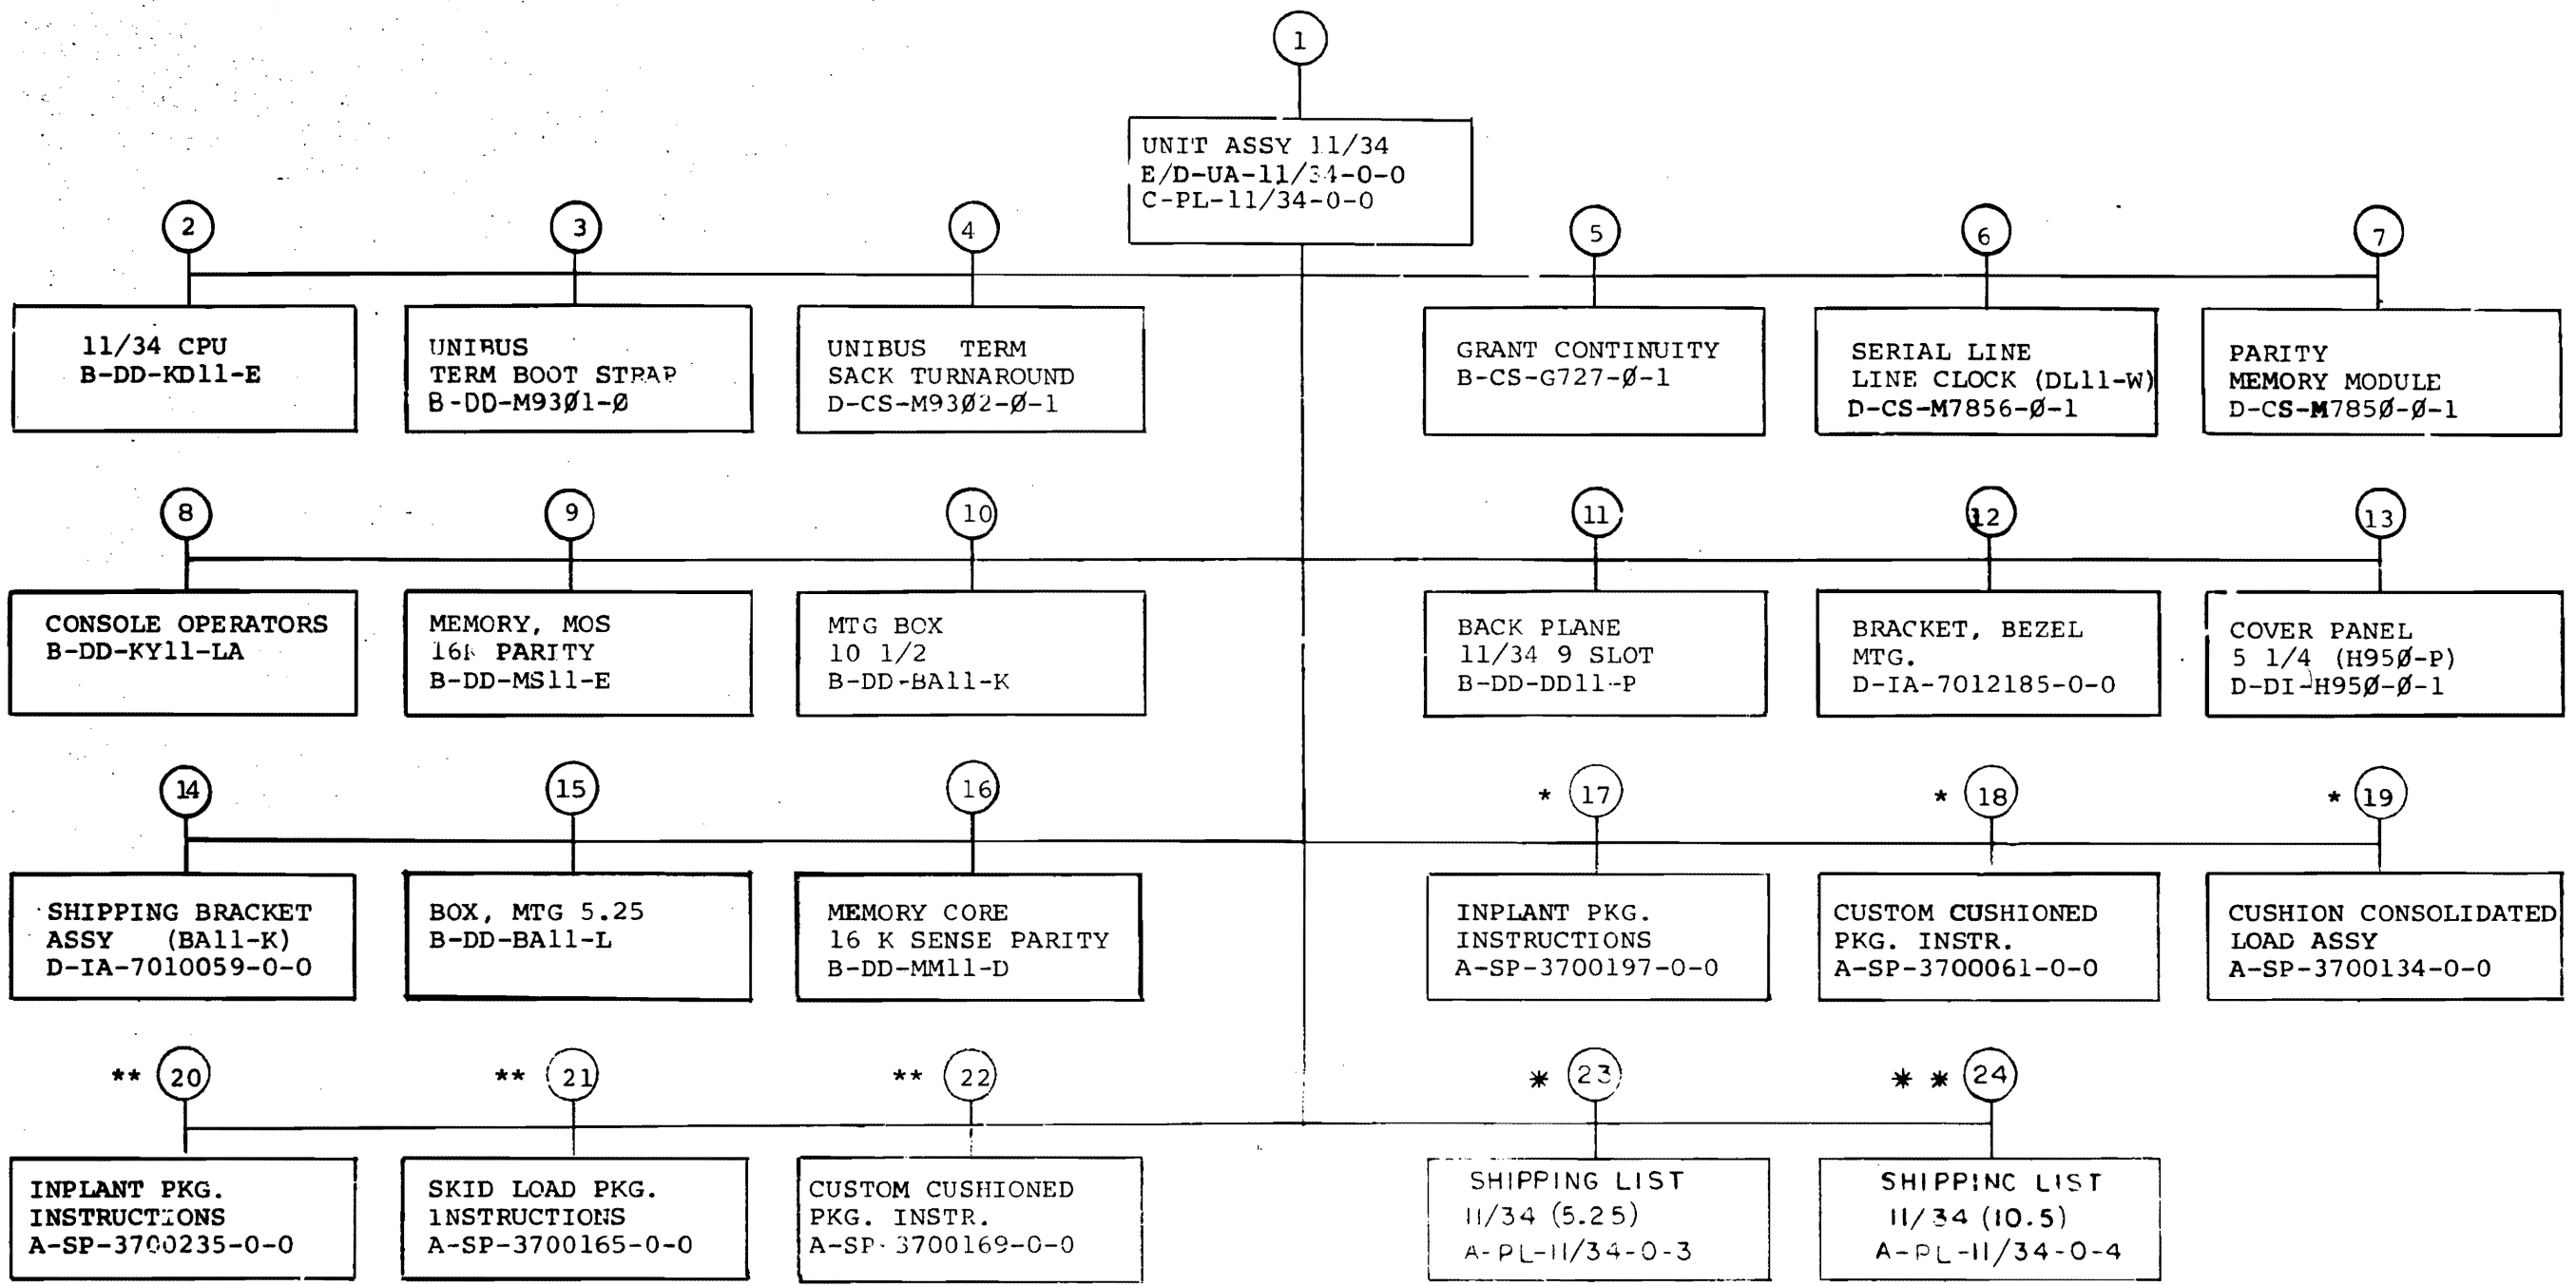 1
UNIT ASSY 11/34
E/D-UA-11/34-0-0
C-PL-11/34-0-0
2
3
4
5
6
7
11/34 CPU
B-DD-KD11-E
UNIBUS
TERM BOOT STRAP
B-DD-M93Ø1-Ø
UNIBUS TERM
SACK TURNAROUND
D-CS-M93Ø2-Ø-1
GRANT CONTINUITY
B-CS-G727-Ø-1
SERIAL LINE
LINE CLOCK (DL11-W)
D-CS-M7856-Ø-1
PARITY
MEMORY MODULE
D-CS-M785Ø-Ø-1
8
9
10
11
12
13
CONSOLE OPERATORS
B-DD-KY11-LA
MEMORY, MOS
16K PARITY
B-DD-MS11-E
MTG BOX
10 1/2
B-DD-BA11-K
BACK PLANE
11/34 9 SLOT
B-DD-DD11-P
BRACKET, BEZEL
MTG.
D-IA-7012185-0-0
COVER PANEL
5 1/4 (H95Ø-P)
D-DI-H95Ø-Ø-1
14
15
16
* 17
* 18
* 19
SHIPPING BRACKET
ASSY (BA11-K)
D-IA-7010059-0-0
BOX, MTG 5.25
B-DD-BA11-L
MEMORY CORE
16 K SENSE PARITY
B-DD-MM11-D
INPLANT PKG.
INSTRUCTIONS
A-SP-3700197-0-0
CUSTOM CUSHIONED
PKG. INSTR.
A-SP-3700061-0-0
CUSHION CONSOLIDATED
LOAD ASSY
A-SP-3700134-0-0
** 20
** 21
** 22
* 23
* * 24
INPLANT PKG.
INSTRUCTIONS
A-SP-3700235-0-0
SKID LOAD PKG.
INSTRUCTIONS
A-SP-3700165-0-0
CUSTOM CUSHIONED
PKG. INSTR.
A-SP-3700169-0-0
SHIPPING LIST
11/34 (5.25)
A-PL-11/34-0-3
SHIPPING LIST
11/34 (10.5)
A-PL-11/34-0-4